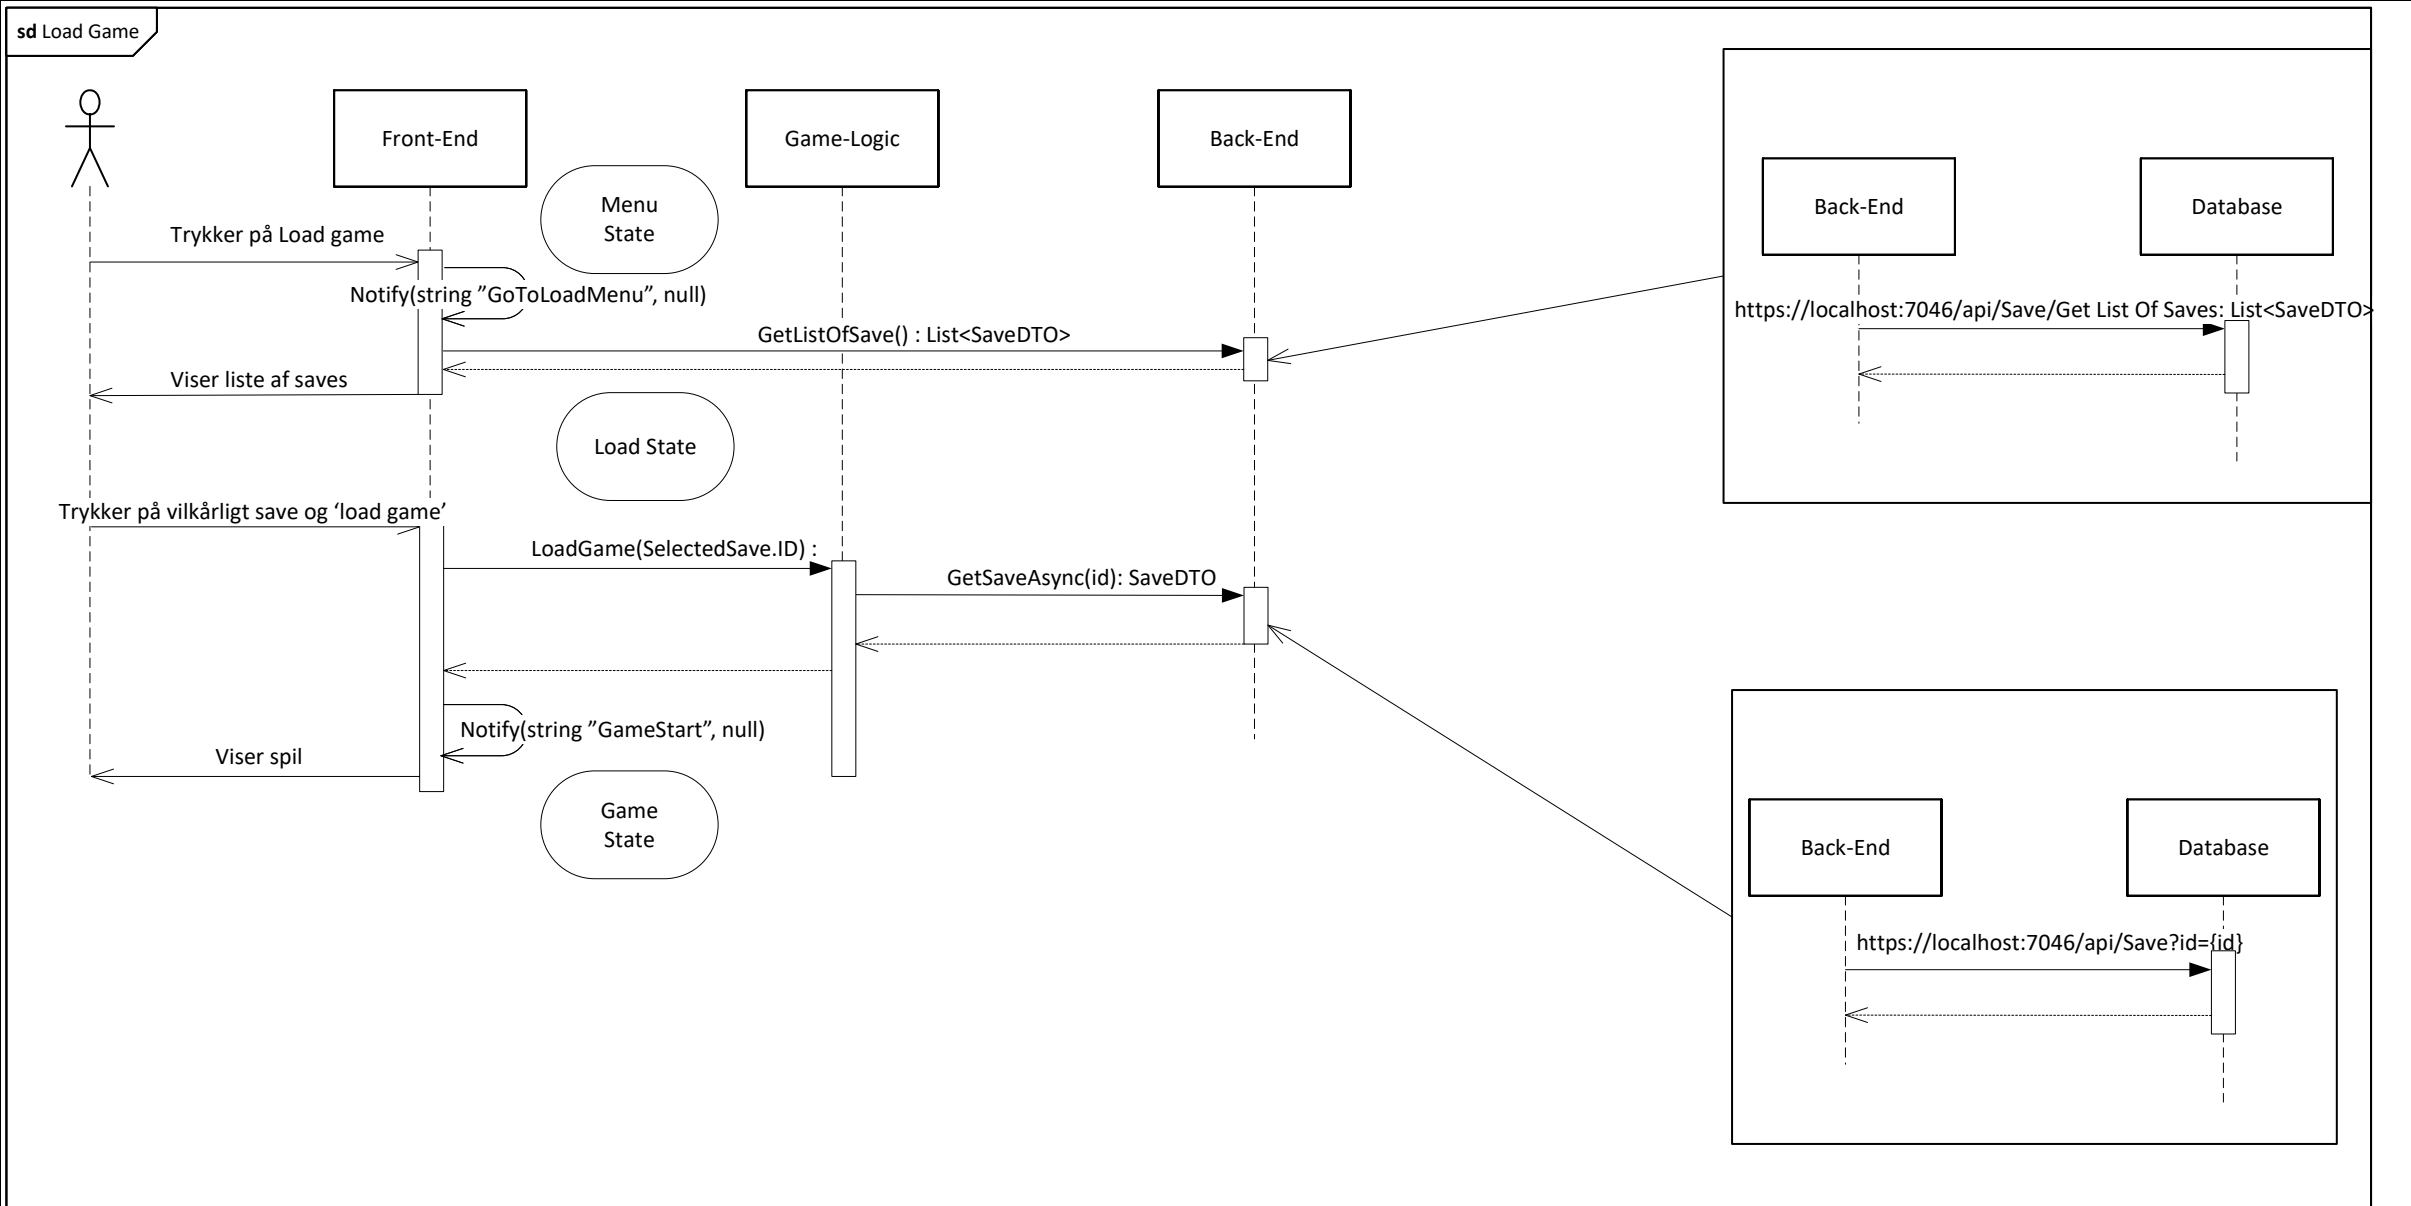 sd Load Game
Front-End
Game-Logic
Back-End
Menu
State
Trykker på Load game
Notify(string ”GoToLoadMenu”, null)
GetListOfSave() : List<SaveDTO>
Viser liste af saves
Load State
Trykker på vilkårligt save og ‘load game’
LoadGame(SelectedSave.ID) :
GetSaveAsync(id): SaveDTO
Notify(string ”GameStart”, null)
Viser spil
Game
State
Back-End
Database
https://localhost:7046/api/Save/Get List Of Saves: List<SaveDTO>
Back-End
Database
https://localhost:7046/api/Save?id={id}